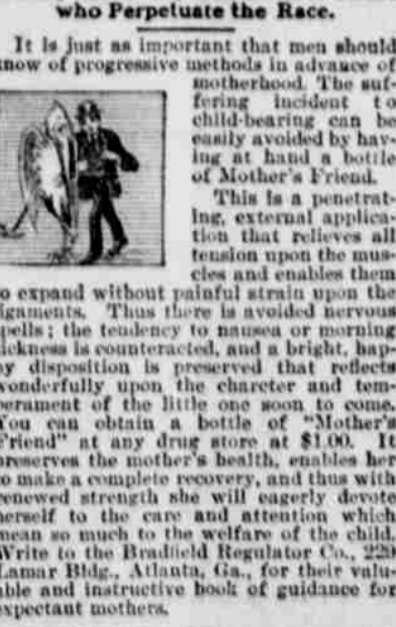 who Perpetuate the Race.
It is just as important that men should
know of progressive methods in advance of
motherhood. The suf-
fering incident to
child-bearing can be
easily avoided by hav-
ing at hand a bottle
of Mother's Friend.
This is a penetrat-
ing, external applica-
tion that relieves all
tension upon the mus-
cles and enables them
to expand without painful strain upon the
ligaments. Thus there is avoided nervous
spells; the tendency to nausea or morning
sickness is counteracted, and a bright, hap-
py disposition is preserved that reflects
wonderfully upon the charcter and tem-
perament of the little one soon to come.
You can obtain a bottle of "Mother's
Friend" at any drug store at $1.00. It
preserves the mother's health, enables her
to make a complete recovery, and thus with
renewed strength she will eagerly devote
herself to the care and attention which
mean so much to the welfare of the child.
Write to the Bradfield Regulator Co., 229
Lamar Bldg., Atlanta, Ga., for their valu-
able and instructive book of guidance for
expectant mothers.